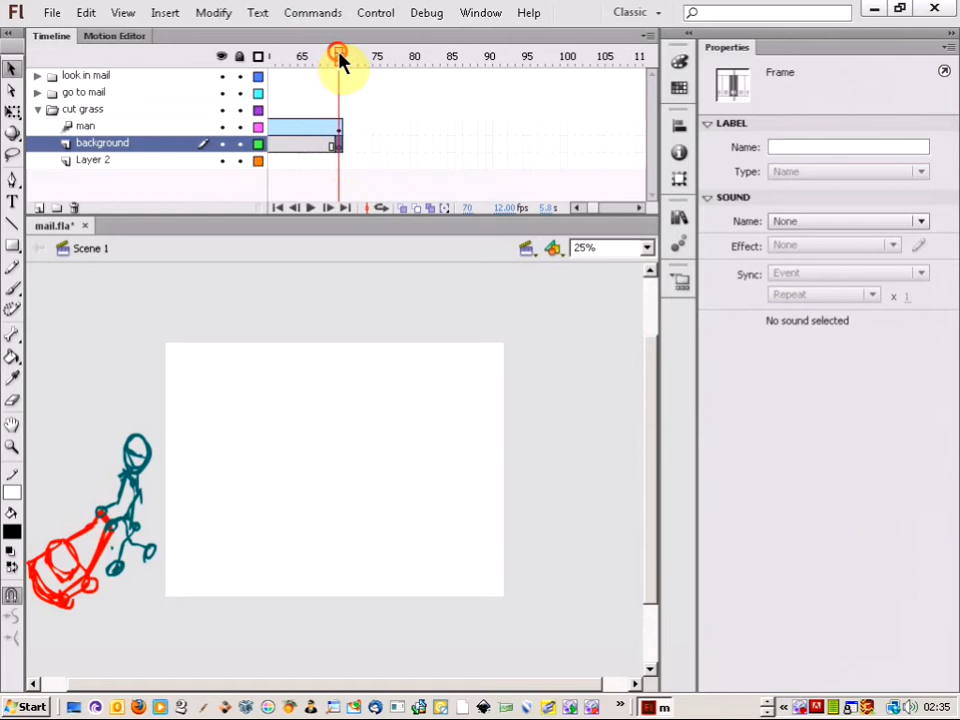 Fl File Edit View Insert Modify Text Commands Control Debug Window Help Classic
Timeline Motion Editor
65 75 80 85 90 95 100 105 11
look in mail
go to mail
cut grass
man
background
Layer 2
70 12.00 fps 5.8 s
mail.fla*
Scene 1 25%
Properties
Frame
LABEL
Name:
Type: Name
SOUND
Name: None
Effect: None
Sync: Event
Repeat x 1
No sound selected
Start m 02:35